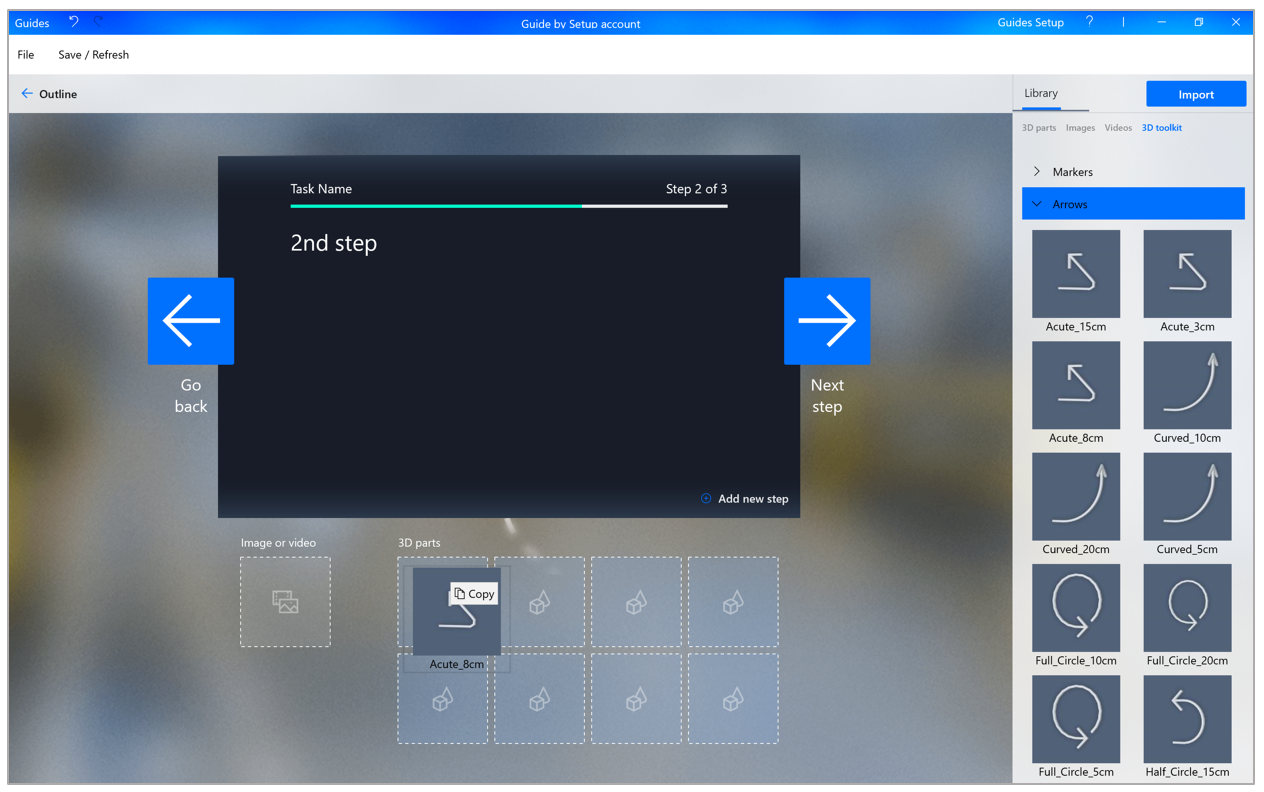 Guides
Guide by Setup account
Guides Setup
?
File
Save / Refresh
Outline
Library
Import
3D parts
Images
Videos
3D toolkit
Markers
Arrows
Task Name
Step 2 of 3
2nd step
Go
back
Next
step
Add new step
Acute_15cm
Acute_3cm
Acute_8cm
Curved_10cm
Curved_20cm
Curved_5cm
Full_Circle_10cm
Full_Circle_20cm
Full_Circle_5cm
Half_Circle_15cm
Image or video
3D parts
Copy
Acute_8cm